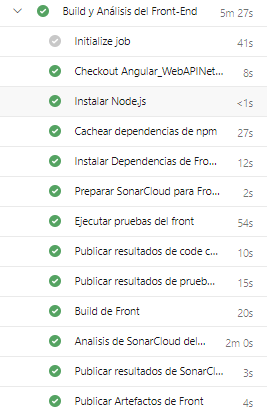 Build y Análisis del Front-End 5m 27s
Initialize job 41s
Checkout Angular_WebAPINet... 8s
Instalar Node.js <1s
Cachear dependencias de npm 27s
Instalar Dependencias de Fro... 12s
Preparar SonarCloud para Fro... 2s
Ejecutar pruebas del front 54s
Publicar resultados de code c... 10s
Publicar resultados de prueb... 15s
Build de Front 20s
Analisis de SonarCloud del... 2m 0s
Publicar resultados de SonarCl... 3s
Publicar Artefactos de Front 4s